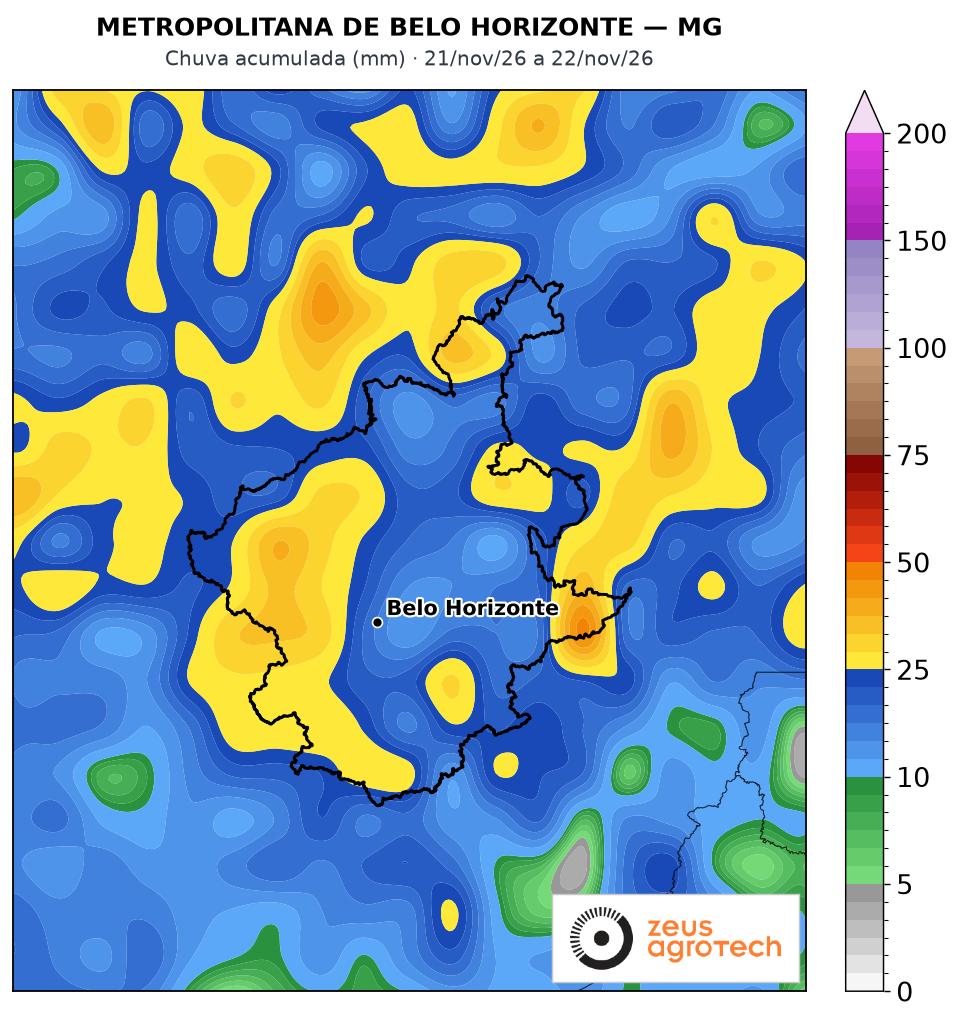 METROPOLITANA DE BELO HORIZONTE — MG
Chuva acumulada (mm) · 21/nov/26 a 22/nov/26
200
150
100
75
50
25
10
5
0
Belo Horizonte
zeus
agrotech